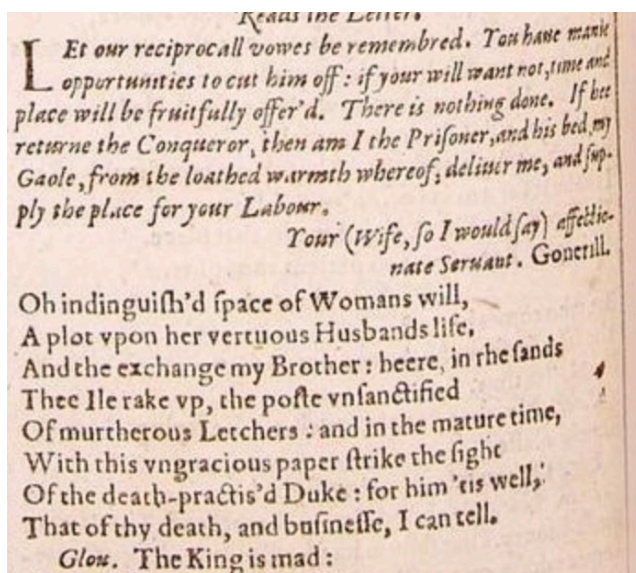 Reads the Letter.
LEt our reciprocall vowes be remembred. You haue manie
opportunities to cut him off: if your will want not, time and
place will be fruitfully offer'd. There is nothing done. If hee
returne the Conqueror, then am I the Prisoner, and his bed, my
Gaole, from the loathed warmth whereof, deliuer me, and sup-
ply the place for your Labour.
Your (Wife, so I would say) affectio-
nate Seruant. Gonerill.
Oh indinguish'd space of Womans will,
A plot vpon her vertuous Husbands life,
And the exchange my Brother: heere, in rhe sands
Thee Ile rake vp, the poste vnsanctified
Of murtherous Letchers: and in the mature time,
With this vngracious paper strike the sight
Of the death-practis'd Duke: for him 'tis well,
That of thy death, and businesse, I can tell.
Glou. The King is mad: